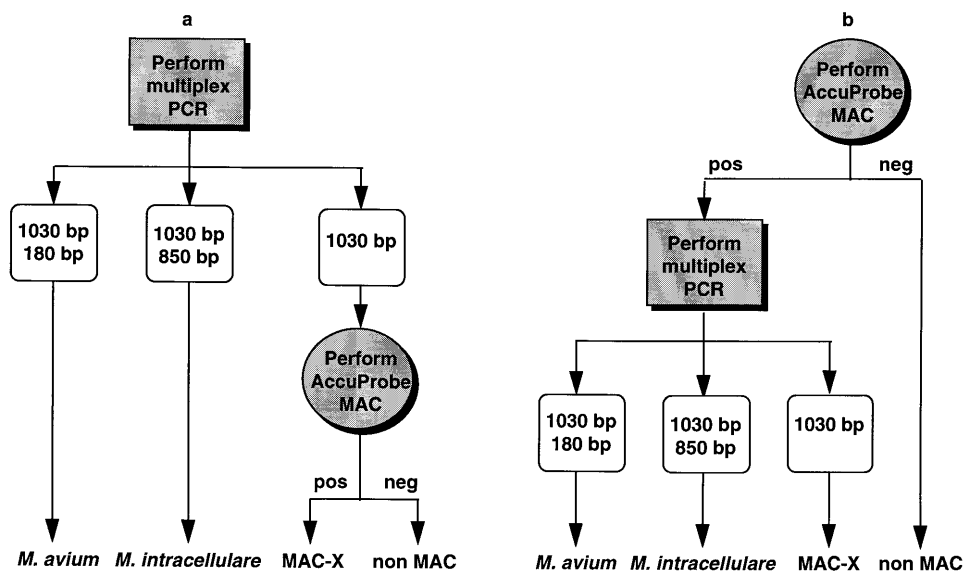 a
Perform
multiplex
PCR
1030 bp
180 bp
1030 bp
850 bp
1030 bp
Perform
AccuProbe
MAC
pos
neg
M. avium
M. intracellulare
MAC-X
non MAC
b
Perform
AccuProbe
MAC
pos
neg
Perform
multiplex
PCR
1030 bp
180 bp
1030 bp
850 bp
1030 bp
M. avium
M. intracellulare
MAC-X
non MAC